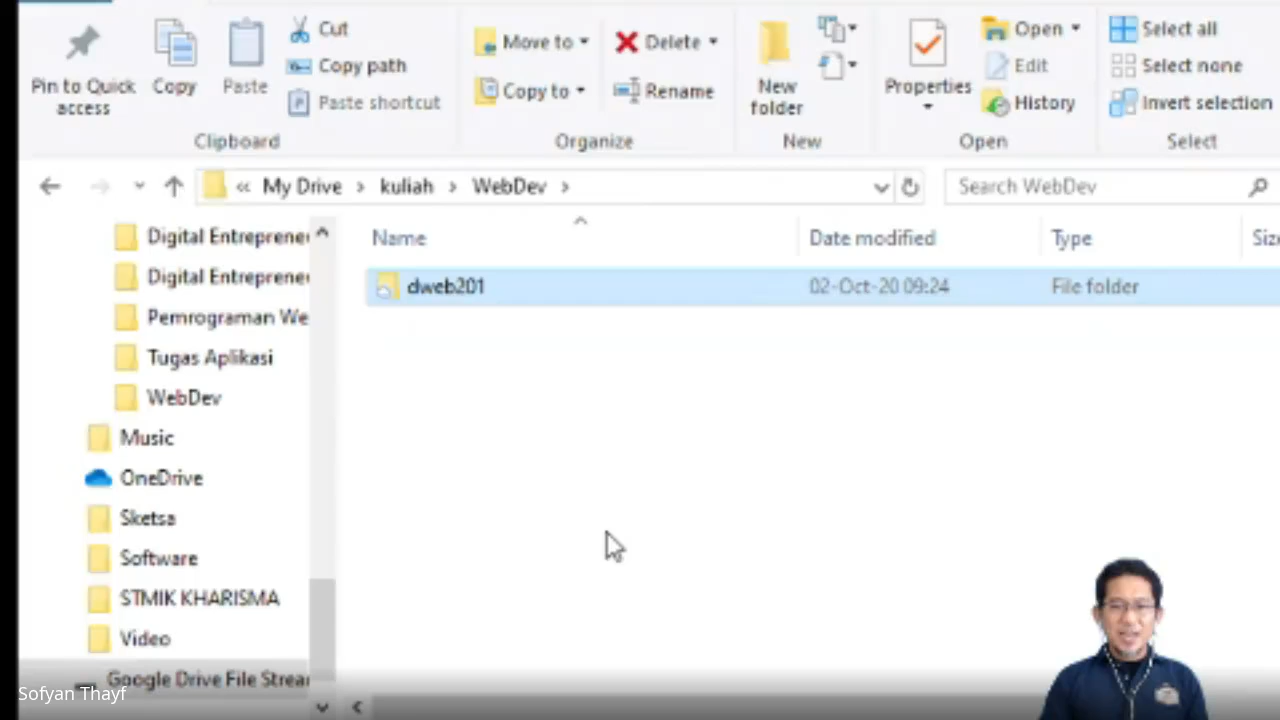 Pin to Quick access
Copy
Paste
Cut
Copy path
Paste shortcut
Clipboard
Move to
Copy to
Delete
Rename
Organize
New folder
New
Properties
Open
Edit
History
Open
Select all
Select none
Invert selection
Select
« My Drive > kuliah > WebDev >
Search WebDev
Name
Date modified
Type
Siz
dweb201
02-Oct-20 09:24
File folder
Digital Entreprene
Digital Entreprene
Pemrograman We
Tugas Aplikasi
WebDev
Music
OneDrive
Sketsa
Software
STMIK KHARISMA
Video
Google Drive File Strea
Sofyan Thayf